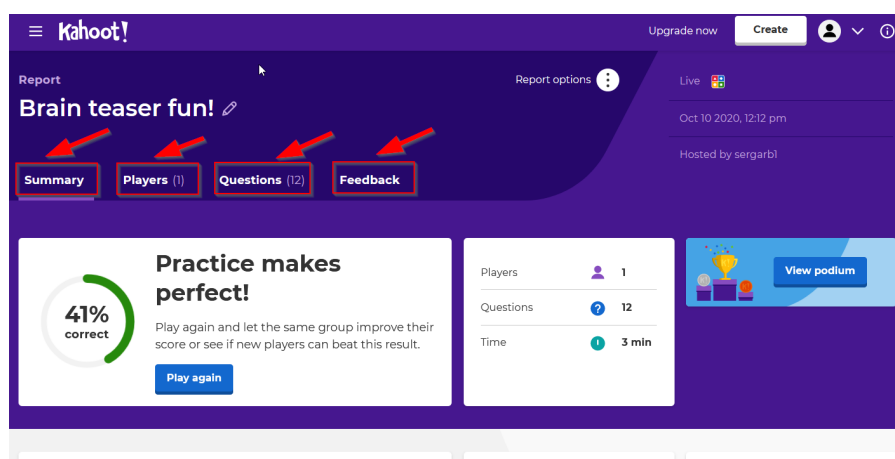 Kahoot!
Upgrade now
Create
Report
Report options
Live
Brain teaser fun!
Oct 10 2020, 12:12 pm
Hosted by sergarb1
Summary
Players (1)
Questions (12)
Feedback
Practice makes
perfect!
41%
correct
Play again and let the same group improve their
score or see if new players can beat this result.
Play again
Players 1
Questions 12
Time 3 min
View podium